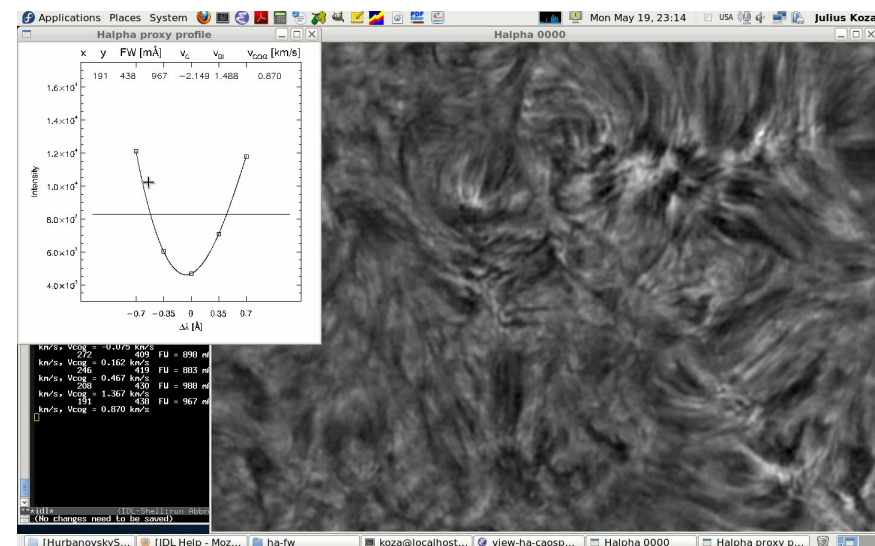 Applications Places System USA Mon May 19, 23:14 Julius Koza
Halpha proxy profile
Halpha 0000
x y FW [mÅ] v_C v_BI v_COG [km/s]
191 438 967 −2.149 1.488 0.870
1.6×10⁴
1.4×10⁴
1.2×10⁴
1.0×10⁴
8.0×10³
6.0×10³
4.0×10³
Intensity
−0.7 −0.35 0 0.35 0.7
Δλ [Å]
km/s, Vcog = -0.075 km/s
272 409 FW = 898 m
km/s, Vcog = 0.162 km/s
246 419 FW = 883 m
km/s, Vcog = 0.467 km/s
208 430 FW = 988 m
km/s, Vcog = 1.367 km/s
191 438 FW = 967 m
km/s, Vcog = 0.870 km/s
*idl* (IDL-Shell:run Abbre
(No changes need to be saved)
[HurbanovskyS... [IDL Help - Moz... ha-fw koza@localhost... view-ha-caosp... Halpha 0000 Halpha proxy p...